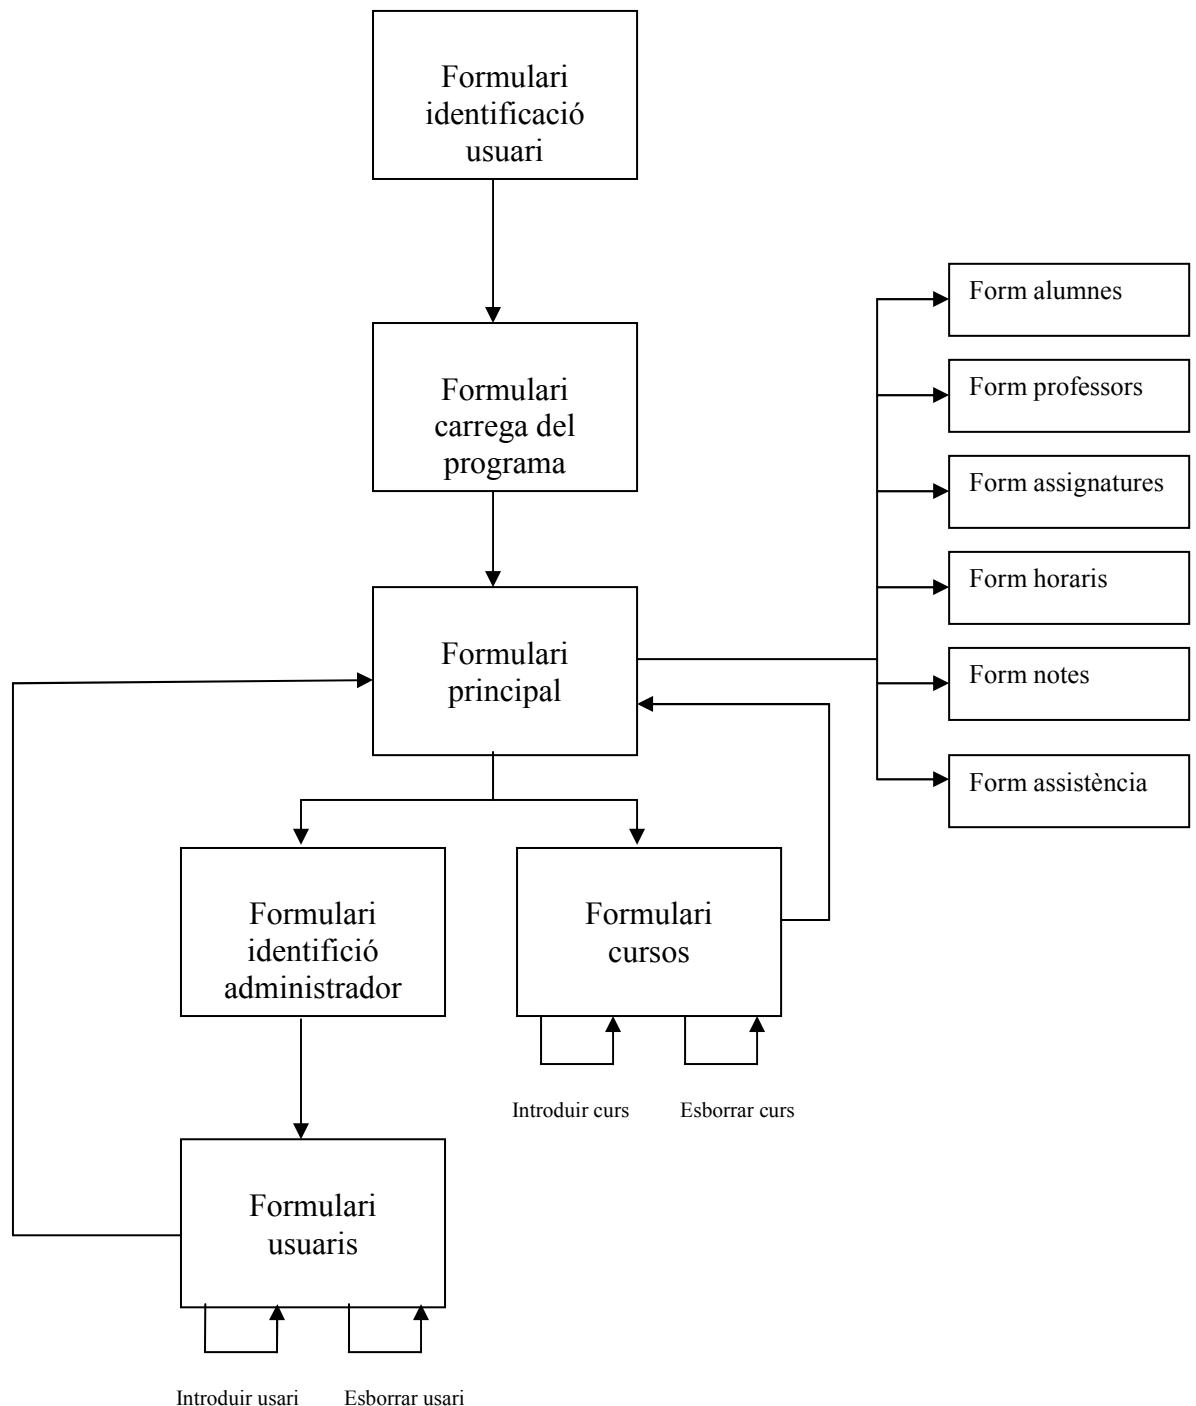 Formulari
identificació
usuari
Formulari
carrega del
programa
Form alumnes
Form professors
Form assignatures
Form horaris
Form notes
Form assistència
Formulari
principal
Formulari
identifició
administrador
Formulari
cursos
Introduir curs
Esborrar curs
Formulari
usuaris
Introduir usari
Esborrar usari